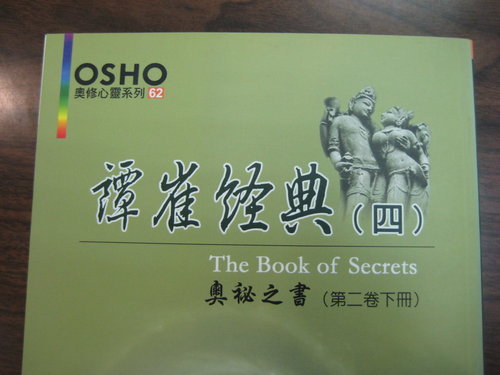 OSHO
奧修心靈系列 62
譚崔经典（四）
The Book of Secrets
奧祕之書（第二卷下冊）